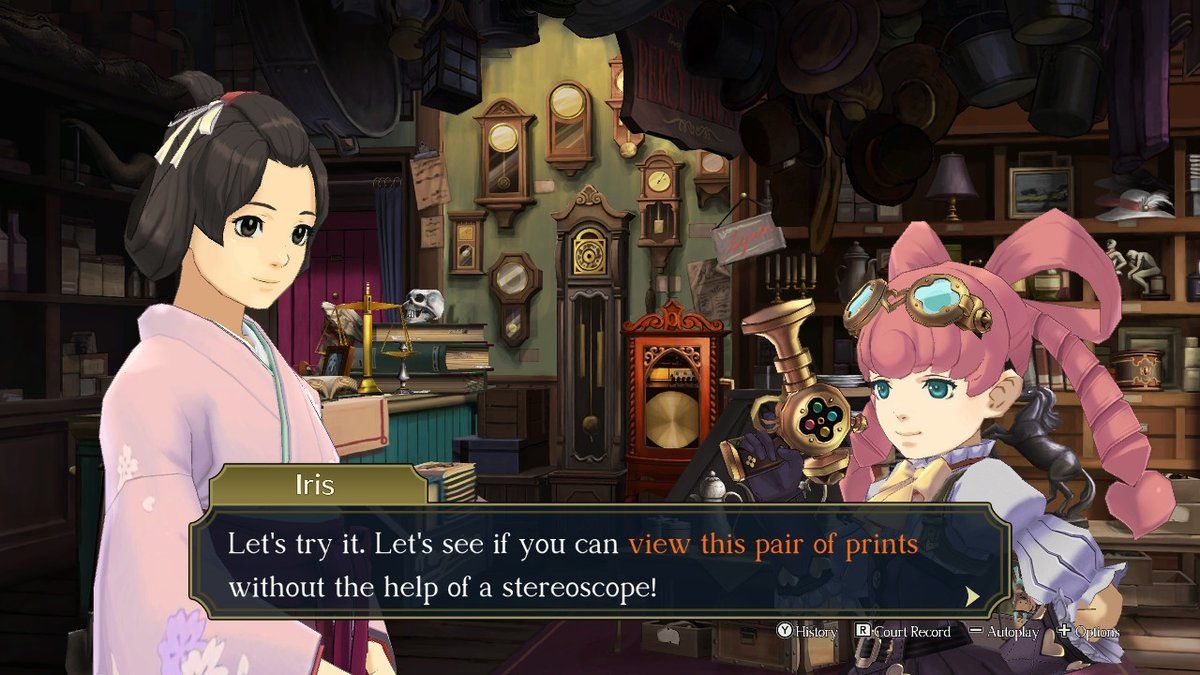 Iris
Let's try it. Let's see if you can view this pair of prints
without the help of a stereoscope!
Y History R Court Record − Autoplay + Options